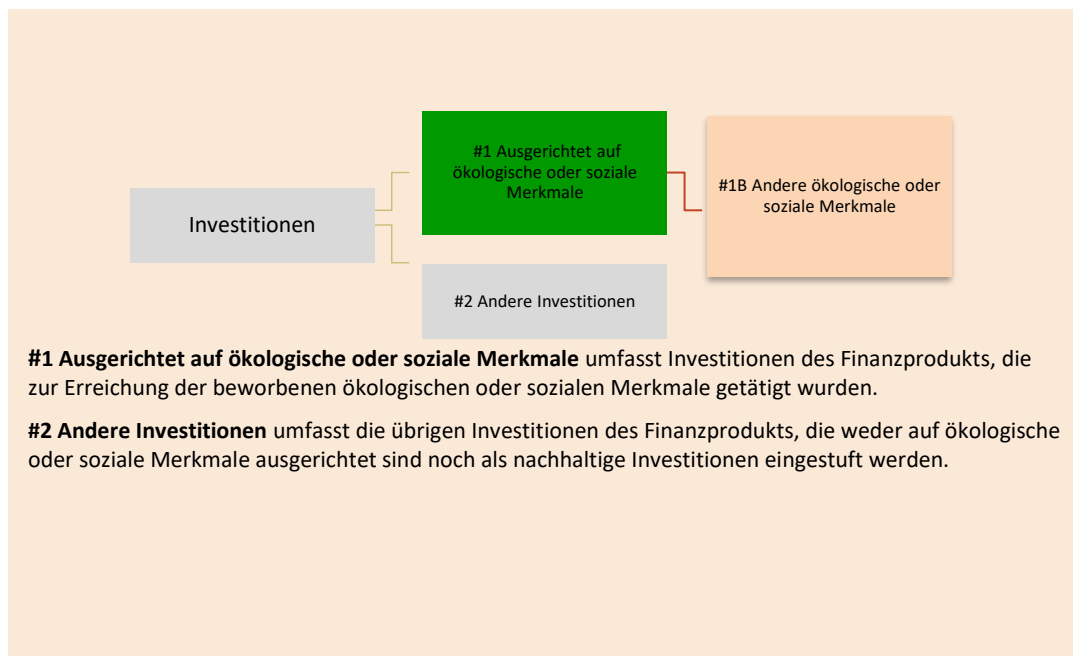 #1 Ausgerichtet auf
ökologische oder soziale
Merkmale
#1B Andere ökologische oder
soziale Merkmale
Investitionen
#2 Andere Investitionen
#1 Ausgerichtet auf ökologische oder soziale Merkmale umfasst Investitionen des Finanzprodukts, die
zur Erreichung der beworbenen ökologischen oder sozialen Merkmale getätigt wurden.
#2 Andere Investitionen umfasst die übrigen Investitionen des Finanzprodukts, die weder auf ökologische
oder soziale Merkmale ausgerichtet sind noch als nachhaltige Investitionen eingestuft werden.